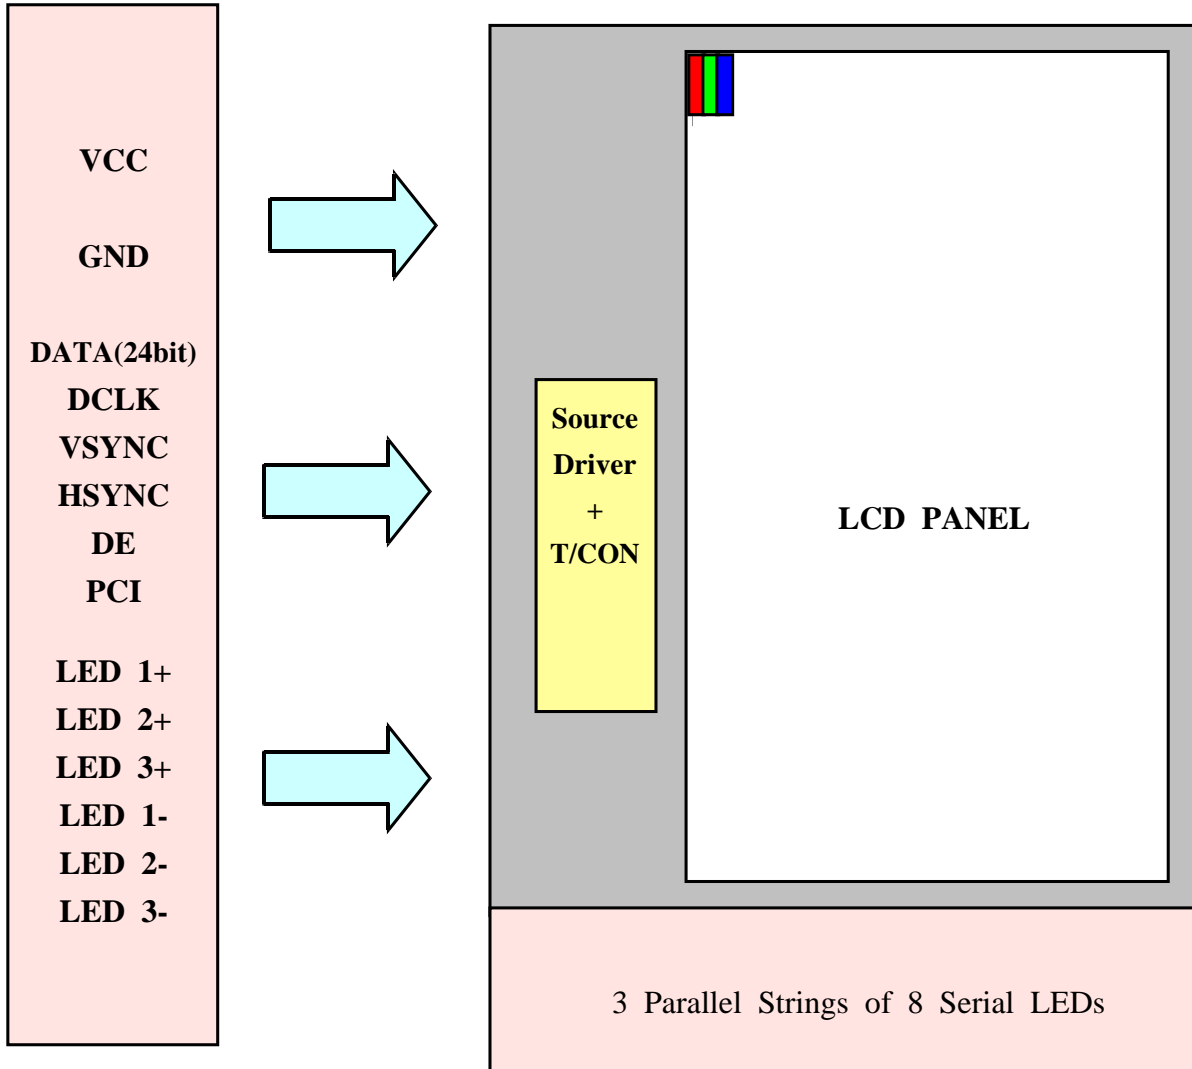 VCC
GND
DATA(24bit)
DCLK
VSYNC
HSYNC
DE
PCI
LED 1+
LED 2+
LED 3+
LED 1-
LED 2-
LED 3-
Source
Driver
+
T/CON
LCD PANEL
3 Parallel Strings of 8 Serial LEDs